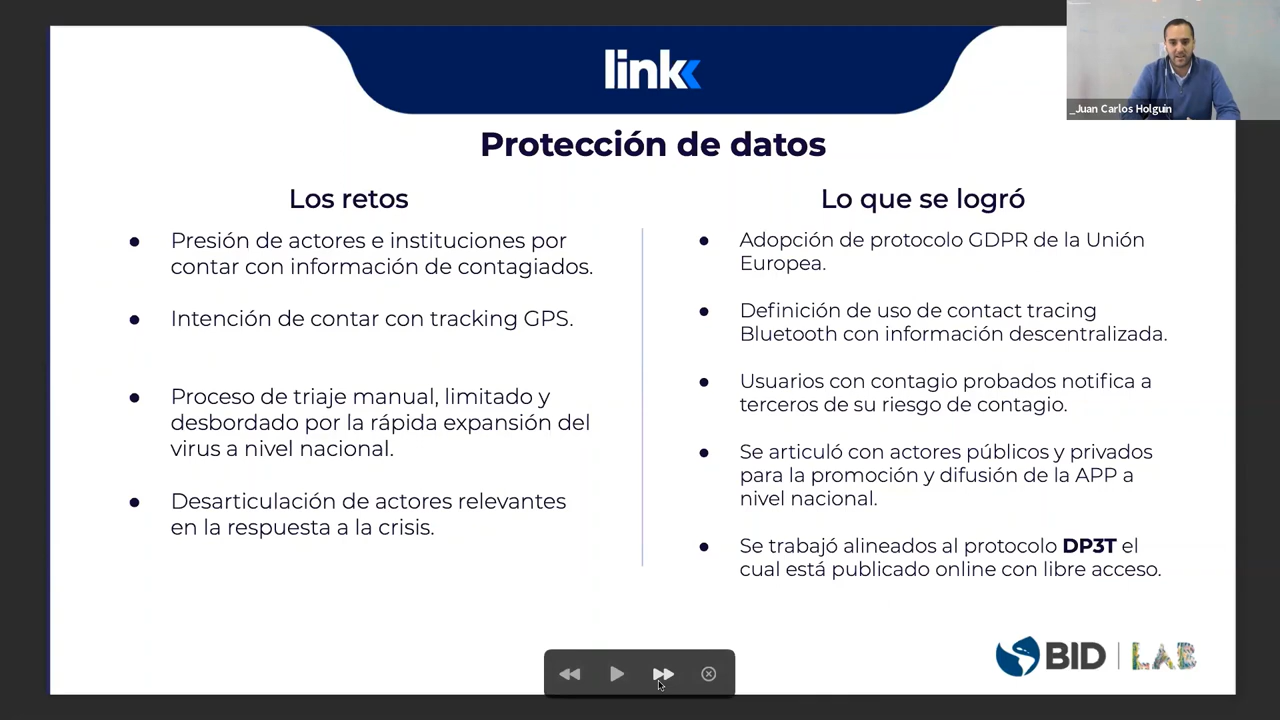 link
_Juan Carlos Holguin
Protección de datos
Los retos
● Presión de actores e instituciones por
contar con información de contagiados.
● Intención de contar con tracking GPS.
● Proceso de triaje manual, limitado y
desbordado por la rápida expansión del
virus a nivel nacional.
● Desarticulación de actores relevantes
en la respuesta a la crisis.
Lo que se logró
● Adopción de protocolo GDPR de la Unión
Europea.
● Definición de uso de contact tracing
Bluetooth con información descentralizada.
● Usuarios con contagio probados notifica a
terceros de su riesgo de contagio.
● Se articuló con actores públicos y privados
para la promoción y difusión de la APP a
nivel nacional.
● Se trabajó alineados al protocolo DP3T el
cual está publicado online con libre acceso.
BID | LAB